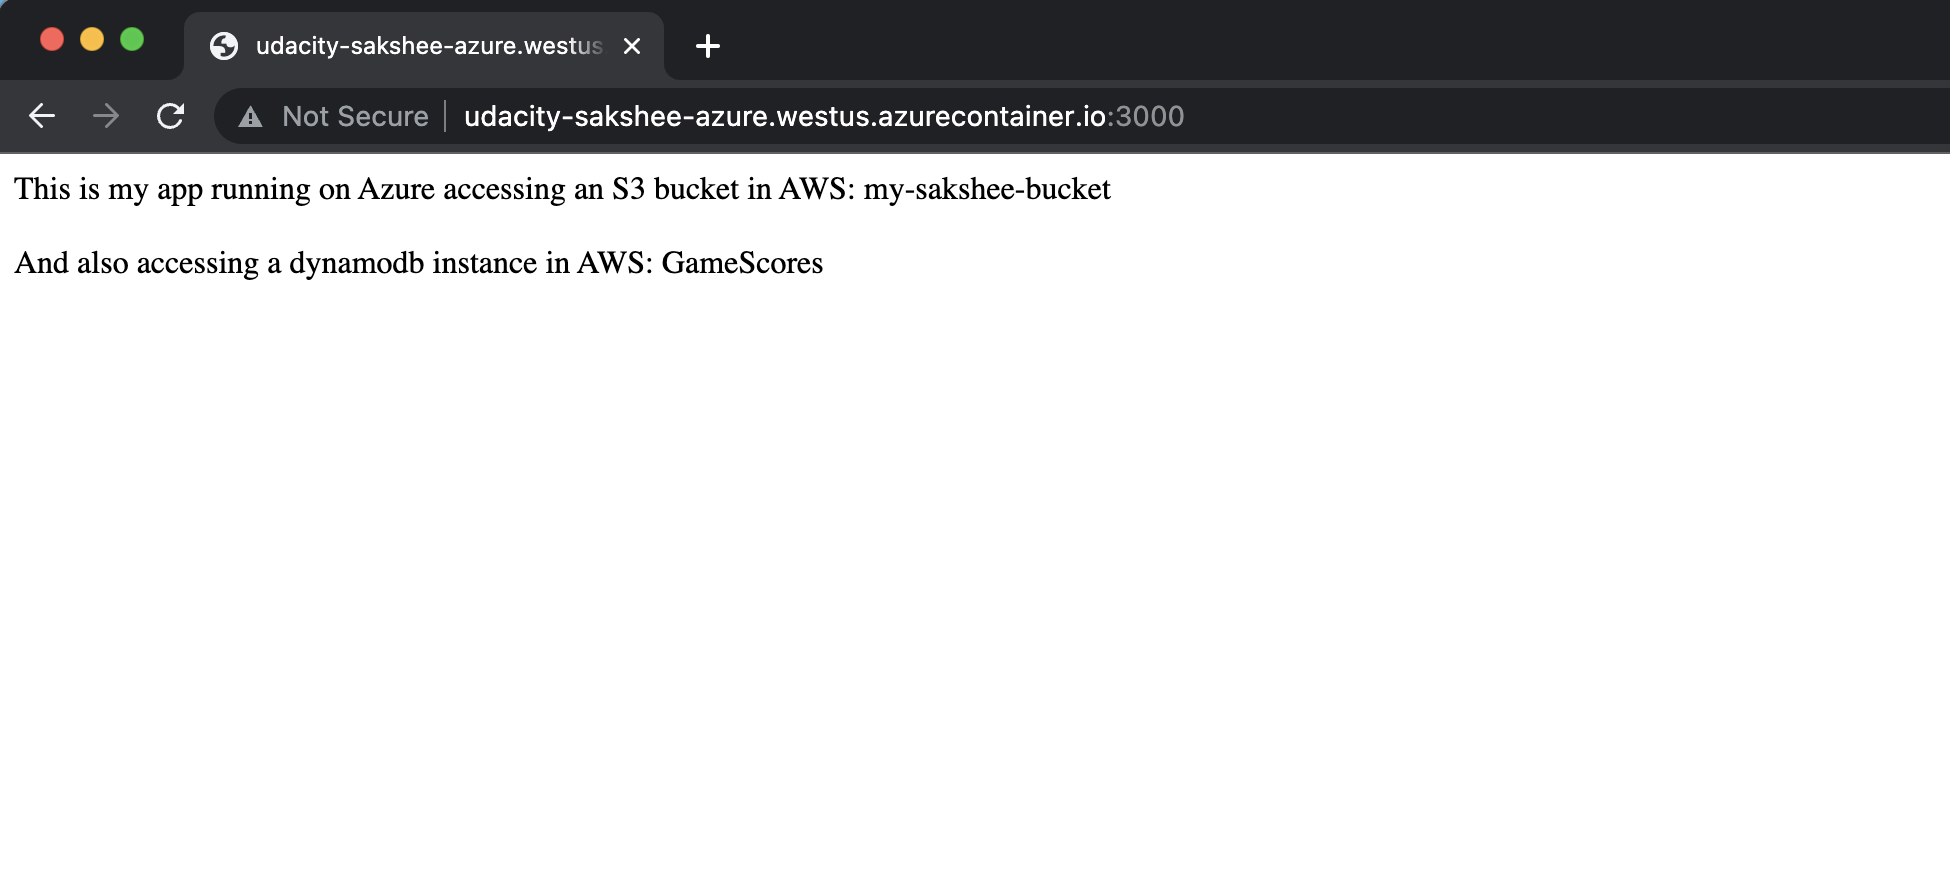 udacity-sakshee-azure.westus
Not Secure udacity-sakshee-azure.westus.azurecontainer.io:3000
This is my app running on Azure accessing an S3 bucket in AWS: my-sakshee-bucket
And also accessing a dynamodb instance in AWS: GameScores